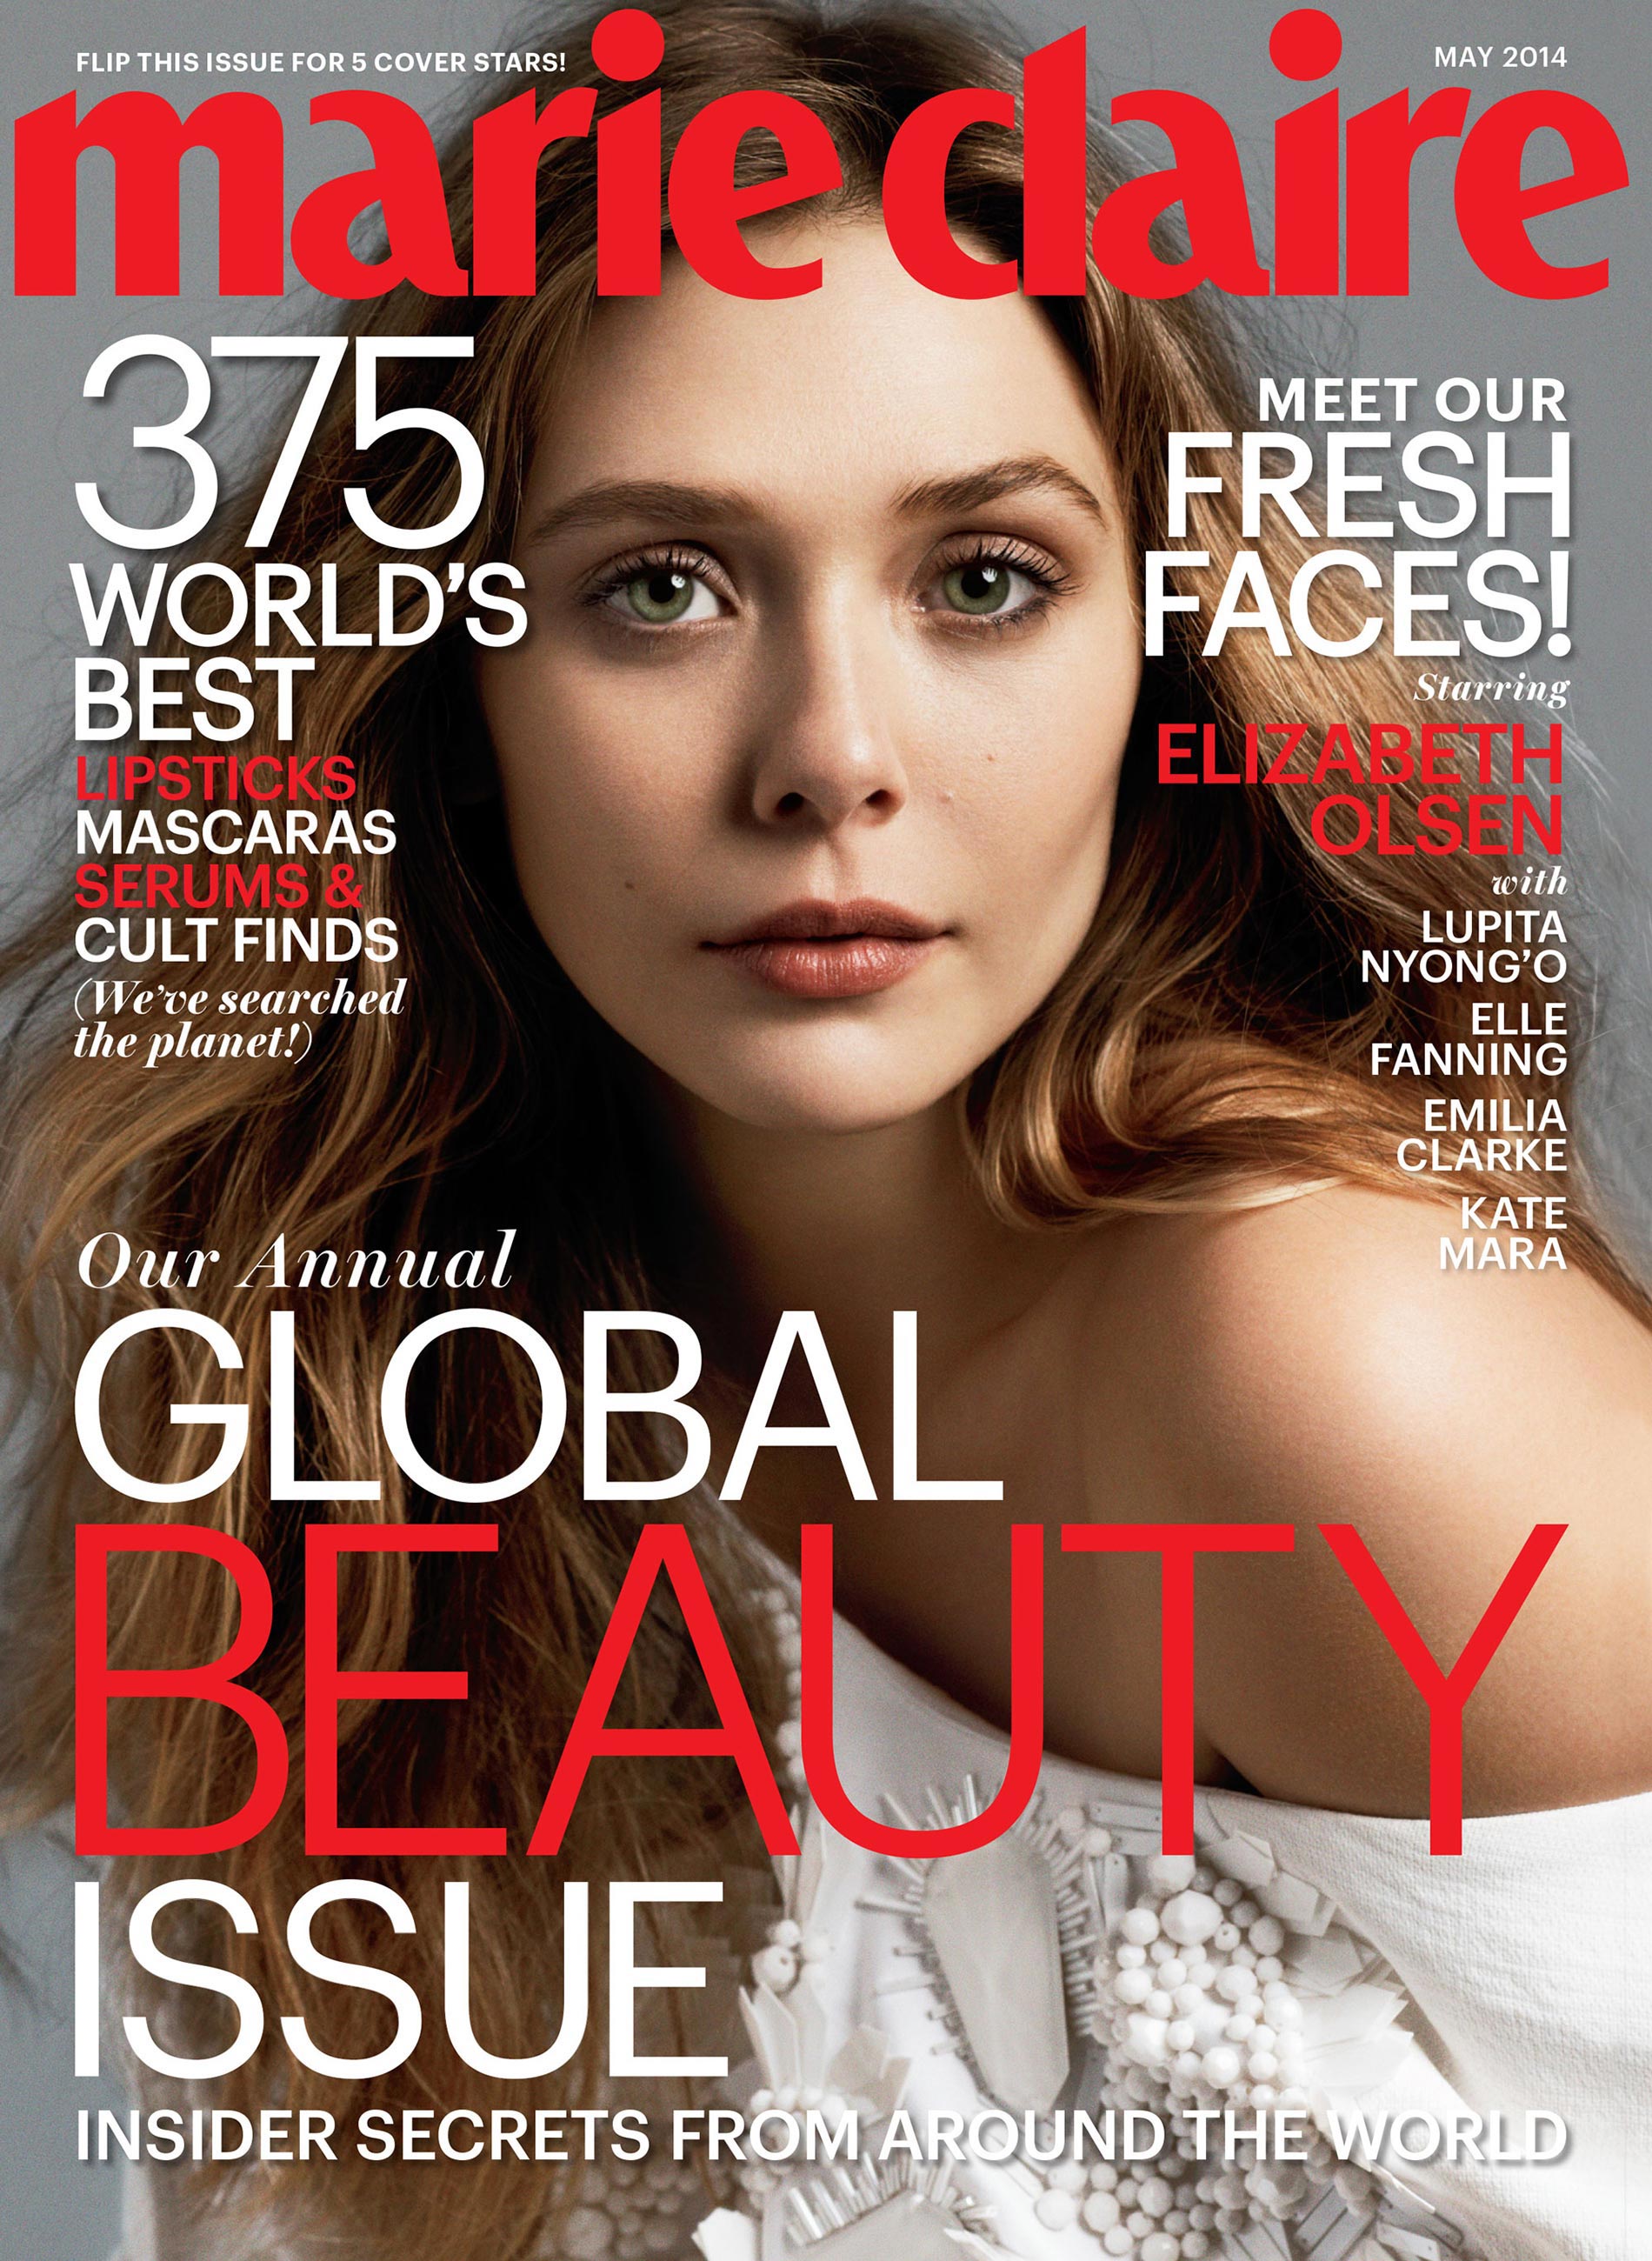 FLIP THIS ISSUE FOR 5 COVER STARS!
MAY 2014
marie claire
375
WORLD'S
BEST
LIPSTICKS
MASCARAS
SERUMS &
CULT FINDS
(We've searched
the planet!)
MEET OUR
FRESH
FACES!
Starring
ELIZABETH
OLSEN
with
LUPITA
NYONG'O
ELLE
FANNING
EMILIA
CLARKE
KATE
MARA
Our Annual
GLOBAL
BEAUTY
ISSUE
INSIDER SECRETS FROM AROUND THE WORLD